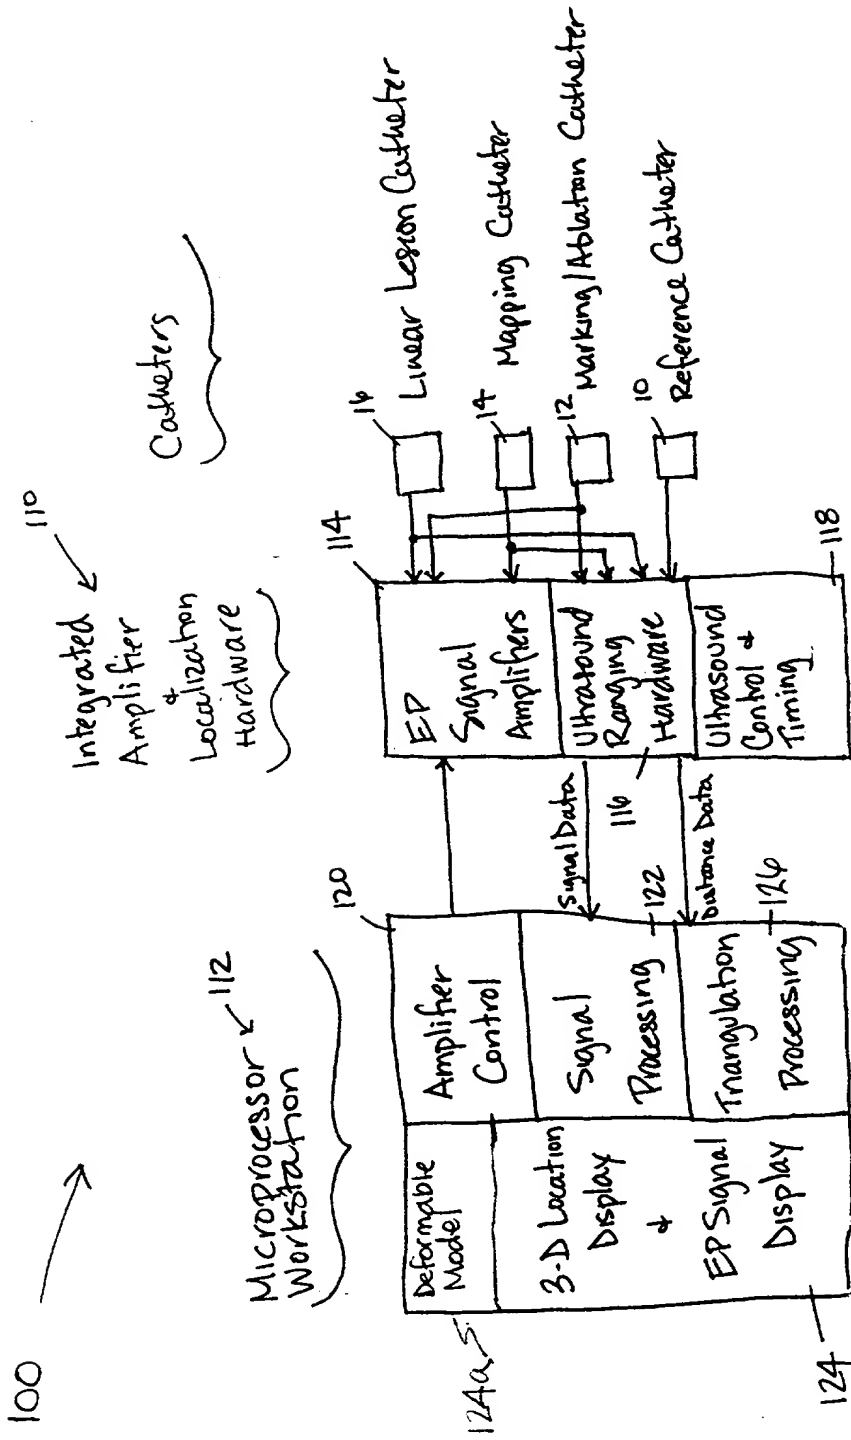 100
Microprocessor
Workstation
112
Integrated
Amplifier
&
Localization
Hardware
110
Catheters
Deformable
Model
124a
3-D Location
Display
&
EP Signal
Display
124
Amplifier
Control
120
Signal
Processing
122
Triangulation
Processing
126
Signal Data
Distance Data
EP
Signal
Amplifiers
114
Ultrasound
Ranging
Hardware
116
Ultrasound
Control &
Timing
118
16
Linear Lesion Catheter
14
Mapping Catheter
12
Marking/Ablation Catheter
10
Reference Catheter